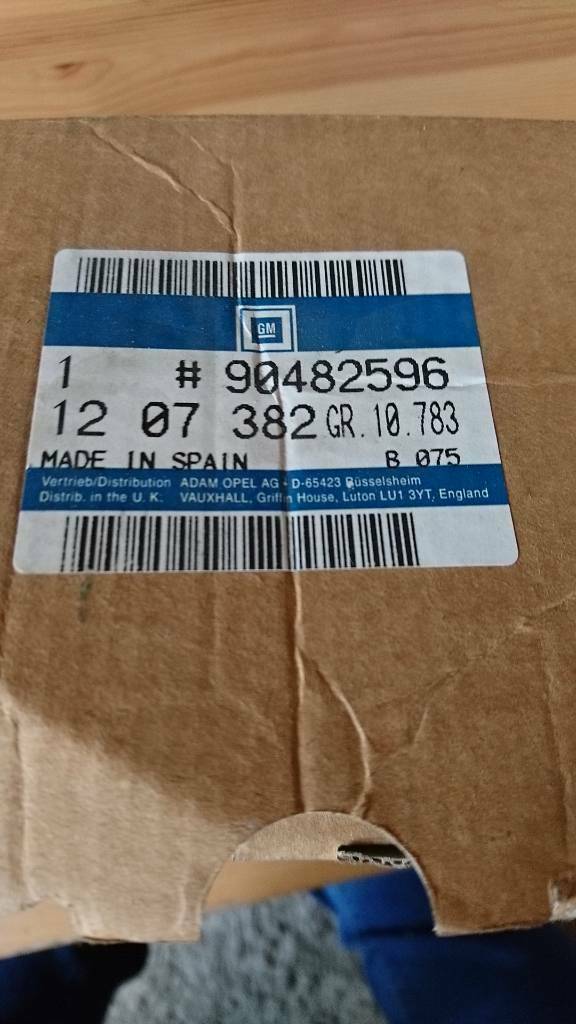 GM
1 # 90482596
12 07 382 GR. 10.783
MADE IN SPAIN B 075
Vertrieb/Distribution ADAM OPEL AG - D-65423 Rüsselsheim
Distrib. in the U. K. VAUXHALL, Griffin House, Luton LU1 3YT, England